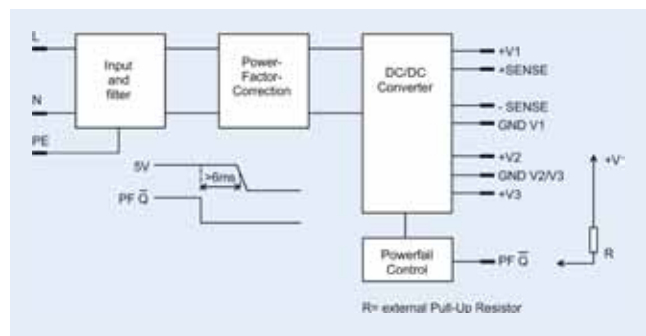 L
Input
and
filter
Power-
Factor-
Correction
DC/DC
Converter
+V1
+SENSE
N
- SENSE
GND V1
PE
5V
>6ms
+V2
GND V2/V3
+V3
PF Q̅
Powerfail
Control
PF Q̅
R
R= external Pull-Up Resistor